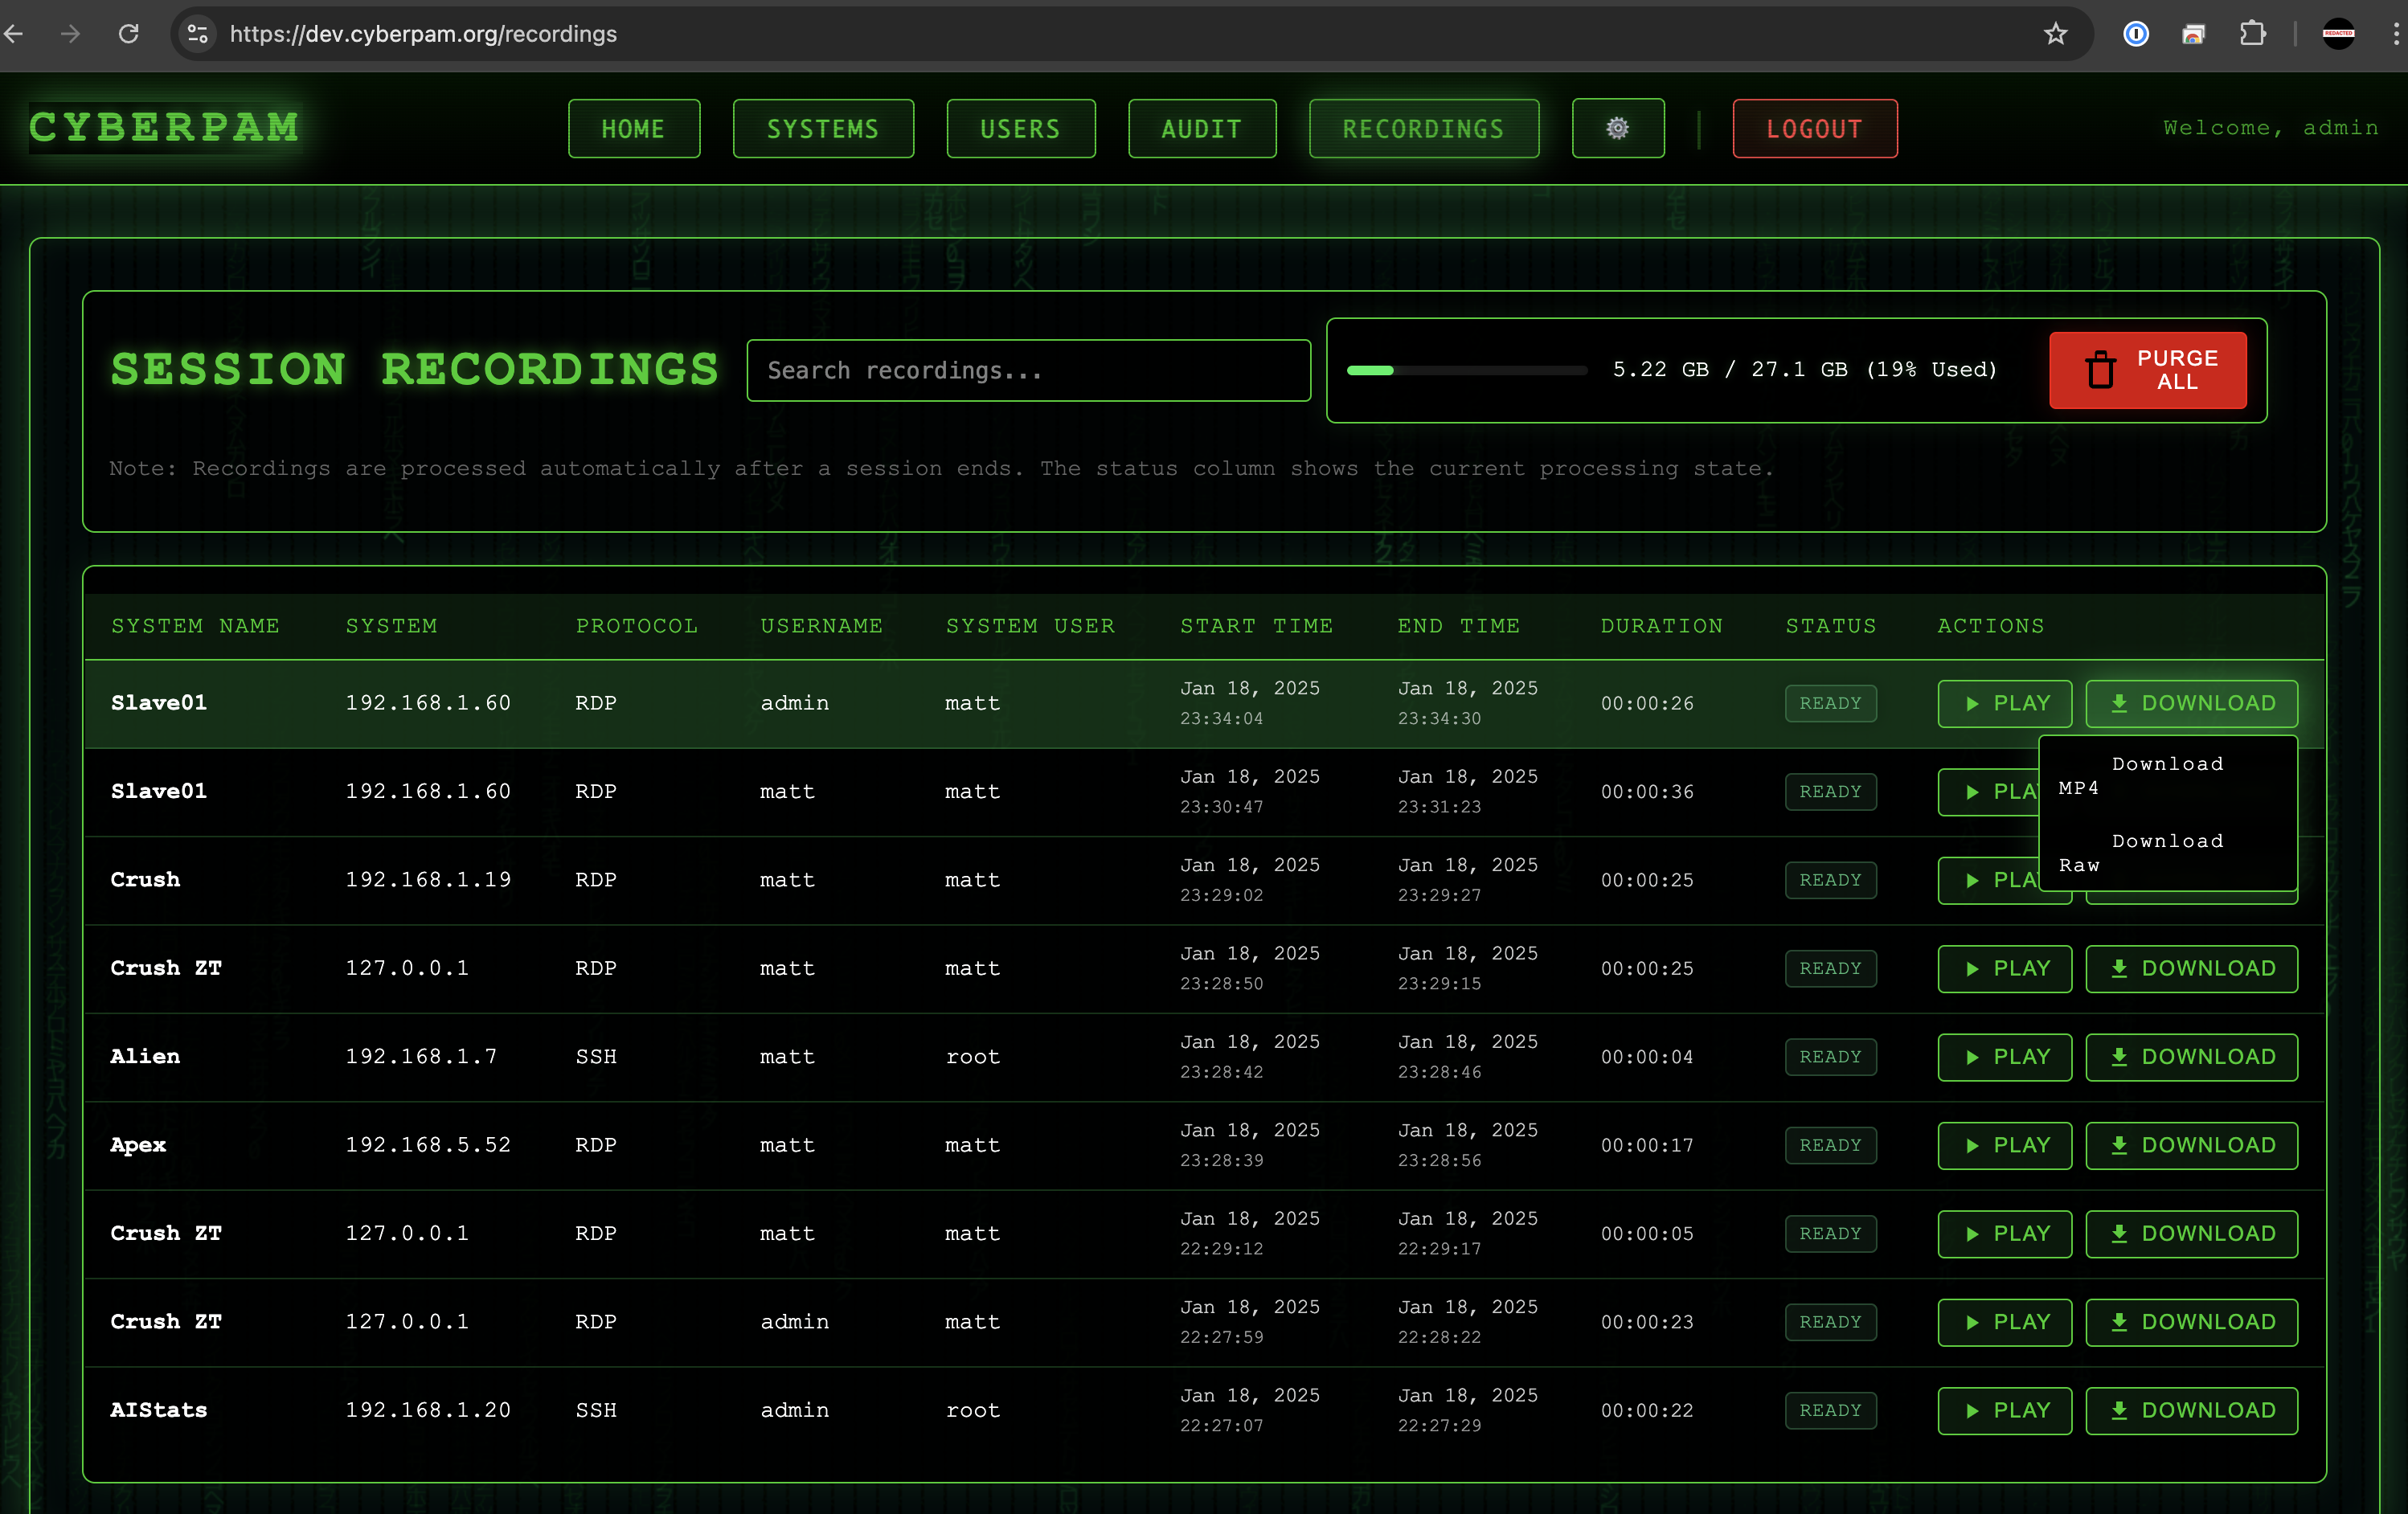 https://dev.cyberpam.org/recordings
REDACTED
CYBERPAM
HOME
SYSTEMS
USERS
AUDIT
RECORDINGS
LOGOUT
Welcome, admin
SESSION RECORDINGS
Search recordings...
5.22 GB / 27.1 GB (19% Used)
PURGE
ALL
Note: Recordings are processed automatically after a session ends. The status column shows the current processing state.
SYSTEM NAME SYSTEM PROTOCOL USERNAME SYSTEM USER START TIME END TIME DURATION STATUS ACTIONS
Slave01 192.168.1.60 RDP admin matt Jan 18, 2025 23:34:04 Jan 18, 2025 23:34:30 00:00:26 READY PLAY DOWNLOAD
Download
MP4
Download
Raw
Slave01 192.168.1.60 RDP matt matt Jan 18, 2025 23:30:47 Jan 18, 2025 23:31:23 00:00:36 READY PLA
Crush 192.168.1.19 RDP matt matt Jan 18, 2025 23:29:02 Jan 18, 2025 23:29:27 00:00:25 READY PLA
Crush ZT 127.0.0.1 RDP matt matt Jan 18, 2025 23:28:50 Jan 18, 2025 23:29:15 00:00:25 READY PLAY DOWNLOAD
Alien 192.168.1.7 SSH matt root Jan 18, 2025 23:28:42 Jan 18, 2025 23:28:46 00:00:04 READY PLAY DOWNLOAD
Apex 192.168.5.52 RDP matt matt Jan 18, 2025 23:28:39 Jan 18, 2025 23:28:56 00:00:17 READY PLAY DOWNLOAD
Crush ZT 127.0.0.1 RDP matt matt Jan 18, 2025 22:29:12 Jan 18, 2025 22:29:17 00:00:05 READY PLAY DOWNLOAD
Crush ZT 127.0.0.1 RDP admin matt Jan 18, 2025 22:27:59 Jan 18, 2025 22:28:22 00:00:23 READY PLAY DOWNLOAD
AIStats 192.168.1.20 SSH admin root Jan 18, 2025 22:27:07 Jan 18, 2025 22:27:29 00:00:22 READY PLAY DOWNLOAD